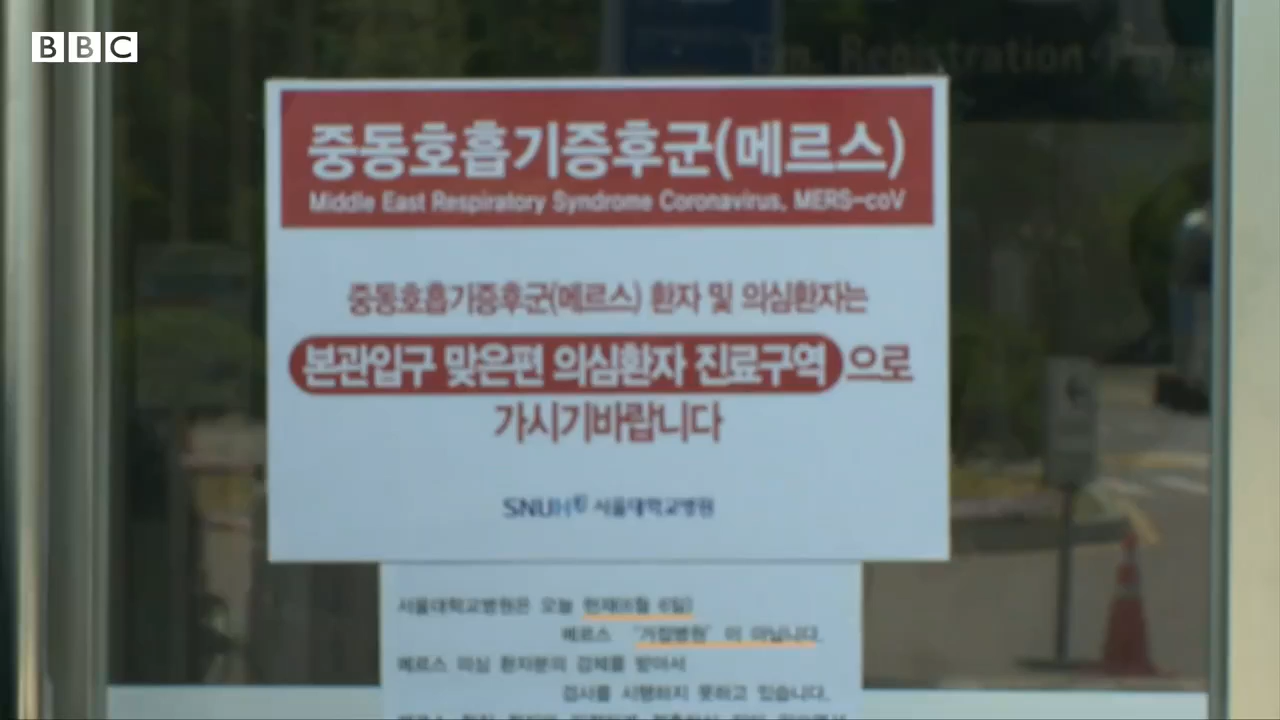 BBC
Em. Registration · Pay
중동호흡기증후군(메르스)
Middle East Respiratory Syndrome Coronavirus, MERS-coV
중동호흡기증후군(메르스) 환자 및 의심환자는
본관입구 맞은편 의심환자 진료구역 으로
가시기바랍니다
SNUH 서울대학교병원
서울대학교병원은 오늘 현재(6월 6일)
메르스 '거점병원' 이 아닙니다.
메르스 의심 환자분의 검체를 받아서
검사를 시행하지 못하고 있습니다.